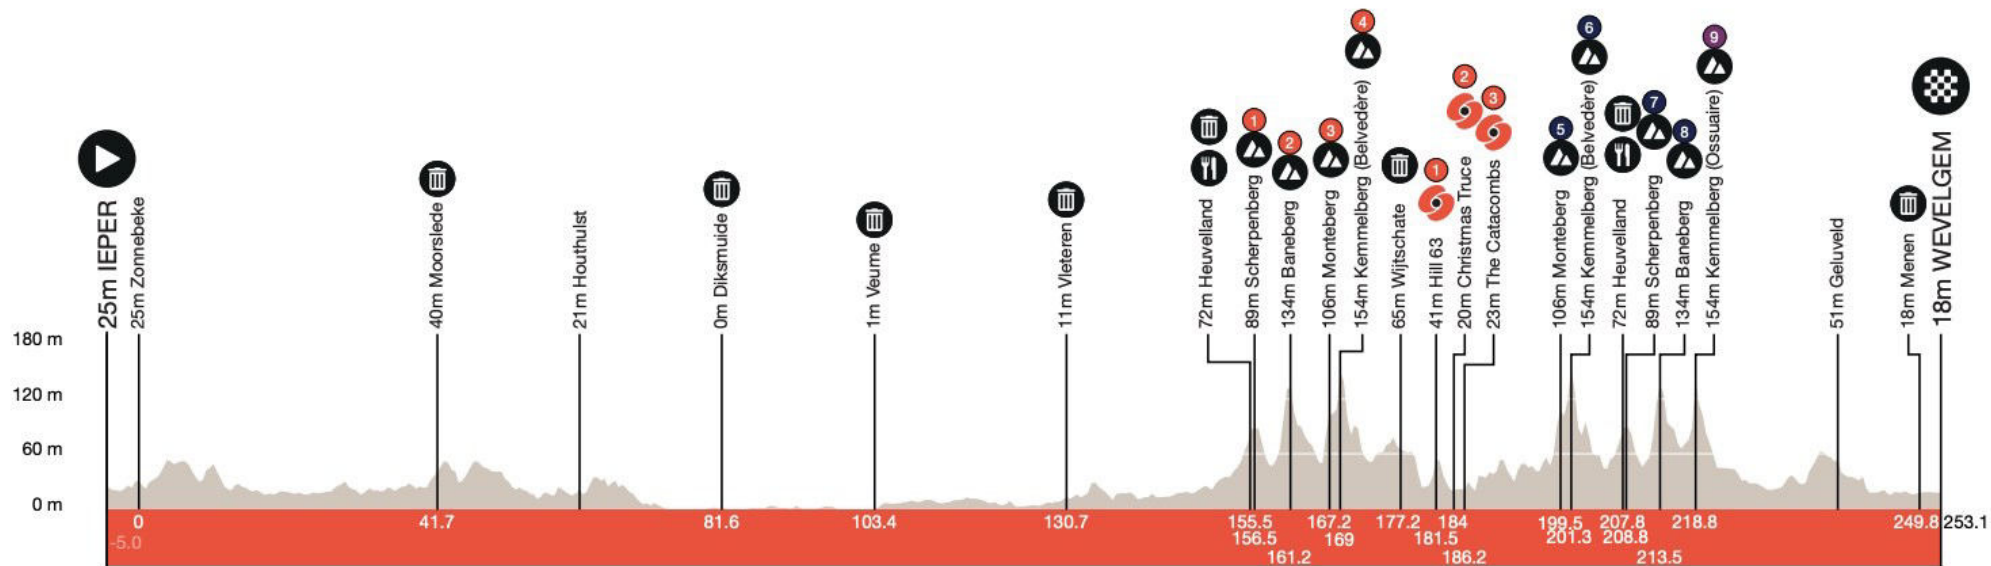 4
6
9
2
3
1
2
3
5
7
8
1
25m IEPER
25m Zonnebeke
40m Moorslede
21m Houthulst
0m Diksmuide
1m Veurne
11m Vleteren
72m Heuvelland
89m Scherpenberg
134m Baneberg
106m Monteberg
154m Kemmelberg (Belvedère)
65m Wijtschate
41m Hill 63
20m Christmas Truce
23m The Catacombs
106m Monteberg
154m Kemmelberg (Belvedère)
72m Heuvelland
89m Scherpenberg
134m Baneberg
154m Kemmelberg (Ossuaire)
51m Geluveld
18m Menen
18m WEVELGEM
180 m
120 m
60 m
0 m
0 41.7 81.6 103.4 130.7 155.5 167.2 177.2 184 199.5 207.8 218.8 249.8 253.1
-5.0 156.5 169 181.5 201.3 208.8
161.2 186.2 213.5